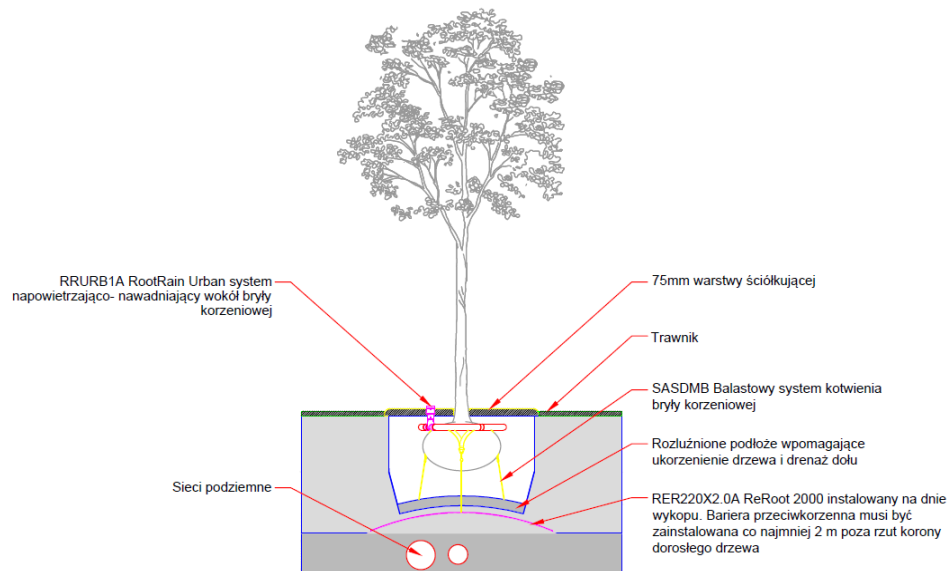 RRURB1A RootRain Urban system
napowietrzająco- nawadniający wokół bryły
korzeniowej
75mm warstwy ściółkującej
Trawnik
SASDMB Balastowy system kotwienia
bryły korzeniowej
Rozluźnione podłoże wpomagające
ukorzenienie drzewa i drenaż dołu
Sieci podziemne
RER220X2.0A ReRoot 2000 instalowany na dnie
wykopu. Bariera przeciwkorzenna musi być
zainstalowana co najmniej 2 m poza rzut korony
dorosłego drzewa